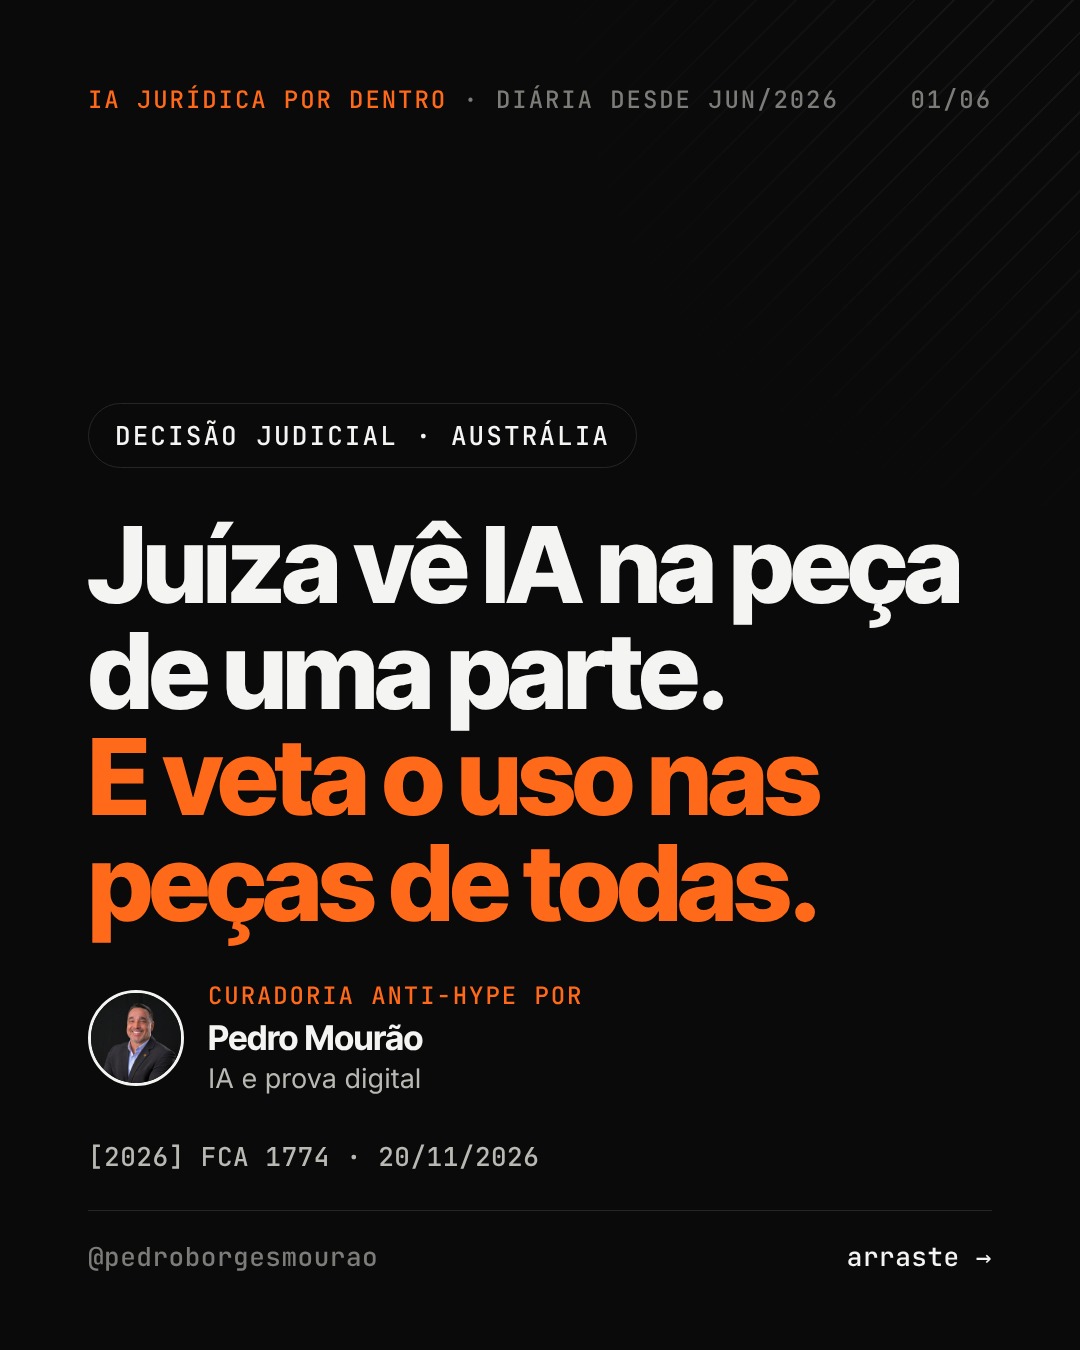 IA JURÍDICA POR DENTRO · DIÁRIA DESDE JUN/2026 01/06
DECISÃO JUDICIAL · AUSTRÁLIA
Juíza vê IA na peça
de uma parte.
E veta o uso nas
peças de todas.
CURADORIA ANTI-HYPE POR
Pedro Mourão
IA e prova digital
[2026] FCA 1774 · 20/11/2026
@pedroborgesmourao arraste →